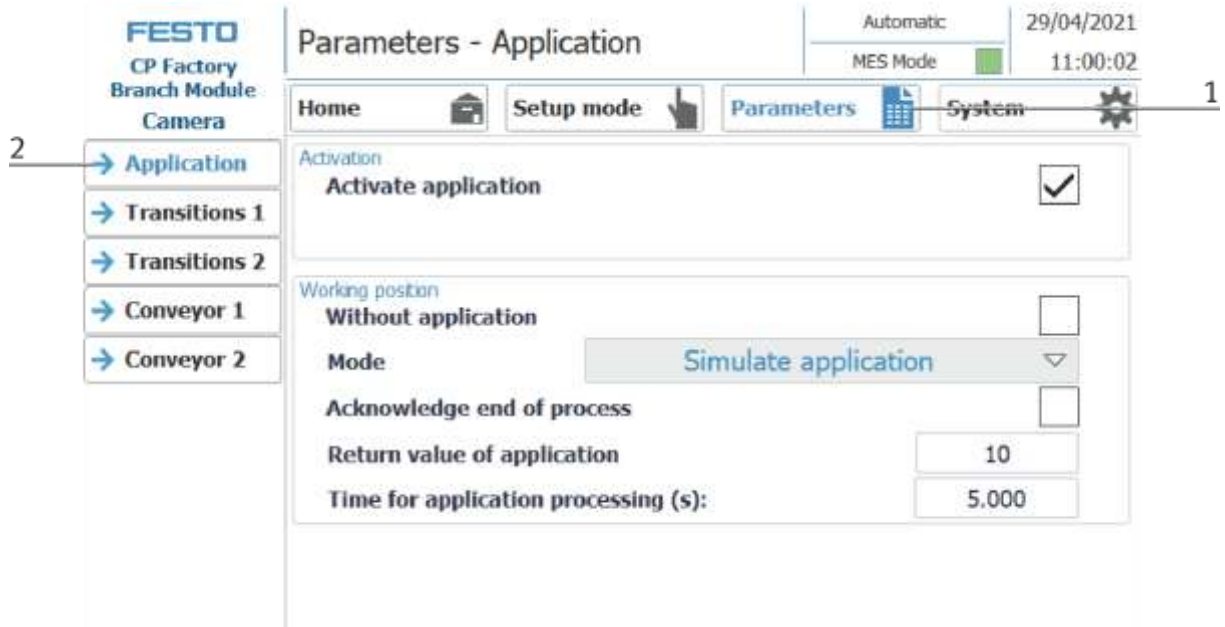 FESTO
CP Factory
Branch Module
Camera
Parameters - Application
Automatic
MES Mode
29/04/2021
11:00:02
Home
Setup mode
Parameters
System
1
2
Application
Transitions 1
Transitions 2
Conveyor 1
Conveyor 2
Activation
Activate application
Working position
Without application
Mode
Simulate application
Acknowledge end of process
Return value of application
10
Time for application processing (s):
5.000